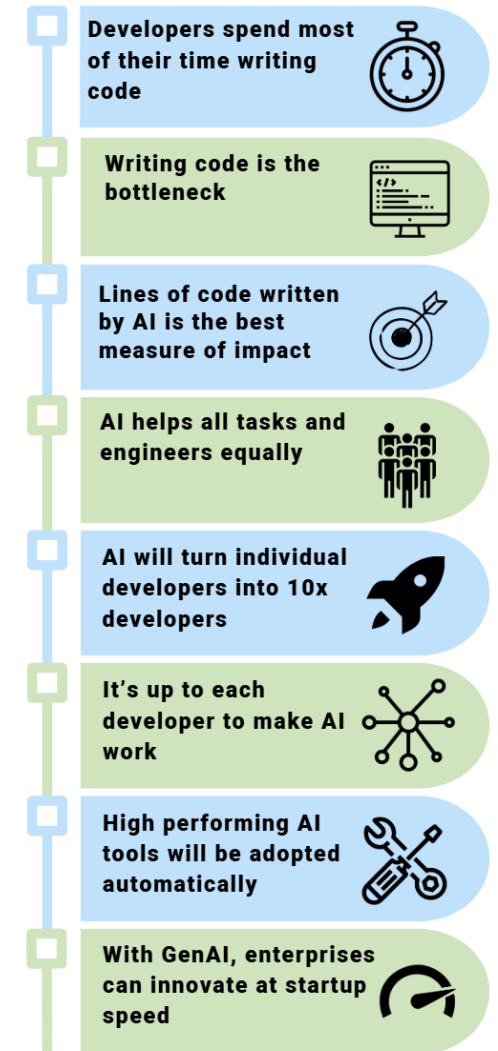 Developers spend most
of their time writing
code
Writing code is the
bottleneck
</>
Lines of code written
by AI is the best
measure of impact
AI helps all tasks and
engineers equally
AI will turn individual
developers into 10x
developers
It’s up to each
developer to make AI
work
High performing AI
tools will be adopted
automatically
With GenAI, enterprises
can innovate at startup
speed